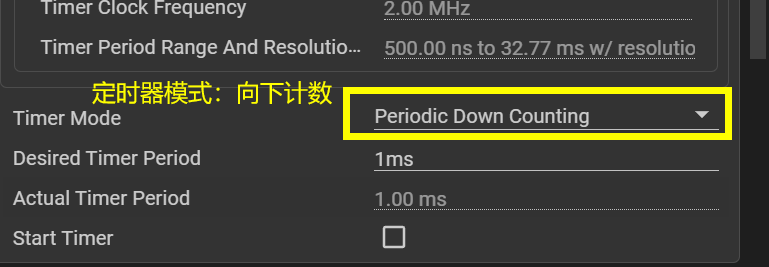 Timer Clock Frequency 2.00 MHz
Timer Period Range And Resolutio... 500.00 ns to 32.77 ms w/ resolutio
定时器模式：向下计数
Timer Mode Periodic Down Counting
Desired Timer Period 1ms
Actual Timer Period 1.00 ms
Start Timer